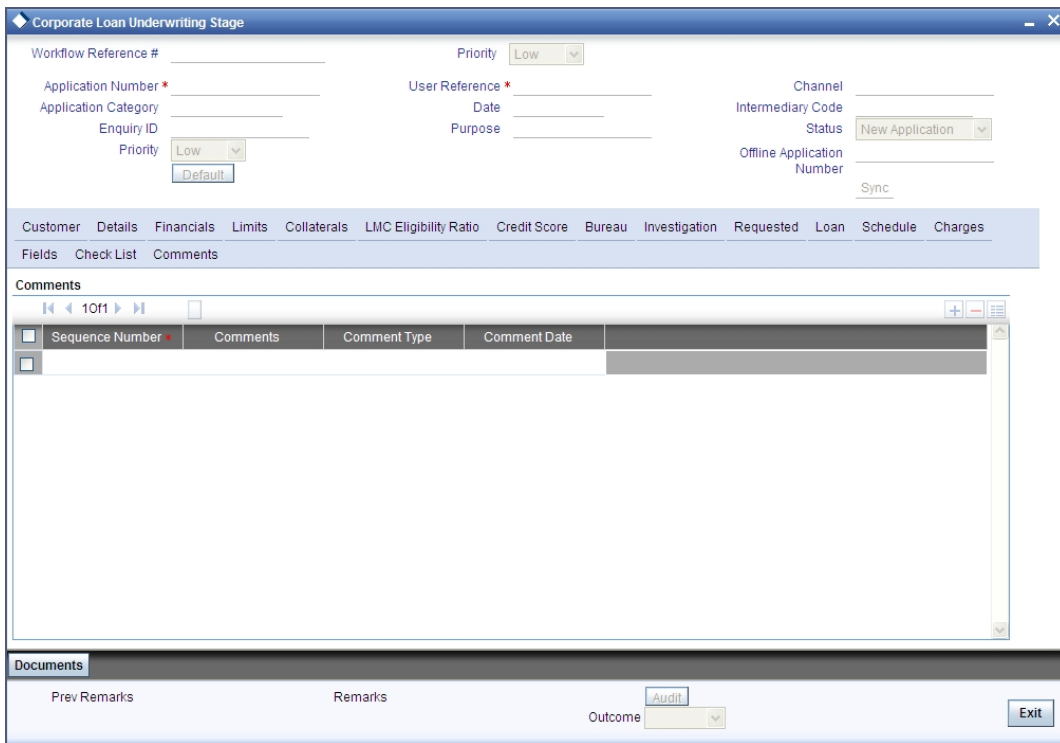 Corporate Loan Underwriting Stage
Workflow Reference # Priority Low
Application Number * User Reference * Channel
Application Category Date Intermediary Code
Enquiry ID Purpose Status New Application
Priority Low Offline Application Number
Default
Sync
Customer Details Financials Limits Collaterals LMC Eligibility Ratio Credit Score Bureau Investigation Requested Loan Schedule Charges
Fields Check List Comments
Comments
1Of1
Sequence Number * Comments Comment Type Comment Date
Documents
Prev Remarks Remarks Audit
Outcome
Exit